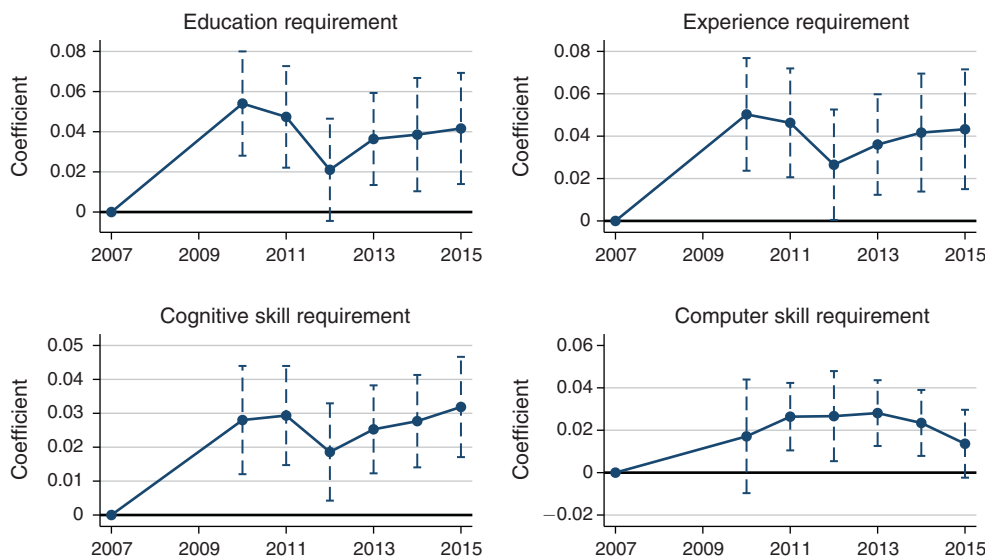 Education requirement
Coefficient
0.08
0.06
0.04
0.02
0
2007 2009 2011 2013 2015
Experience requirement
Coefficient
0.08
0.06
0.04
0.02
0
2007 2009 2011 2013 2015
Cognitive skill requirement
Coefficient
0.05
0.04
0.03
0.02
0.01
0
2007 2009 2011 2013 2015
Computer skill requirement
Coefficient
0.06
0.04
0.02
0
−0.02
2007 2009 2011 2013 2015